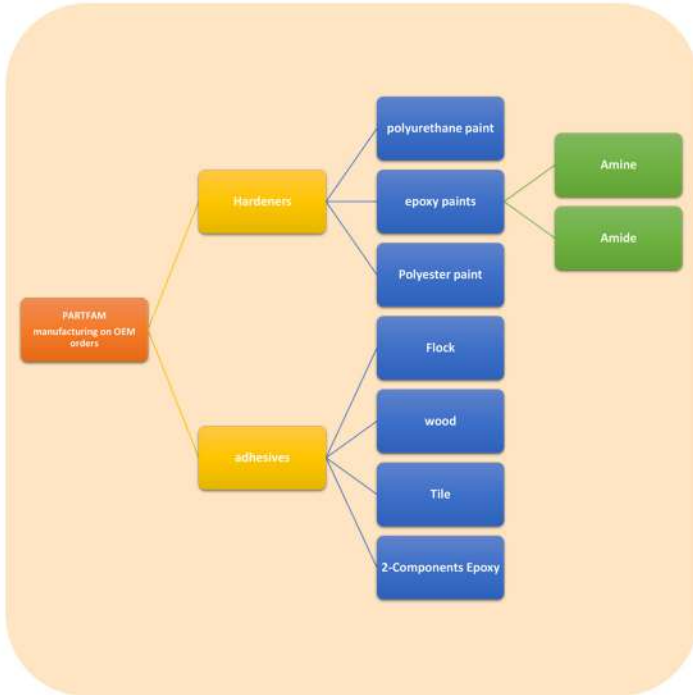 PARTFAM
manufacturing on OEM
orders
Hardeners
polyurethane paint
epoxy paints
Amine
Amide
Polyester paint
adhesives
Flock
wood
Tile
2-Components Epoxy